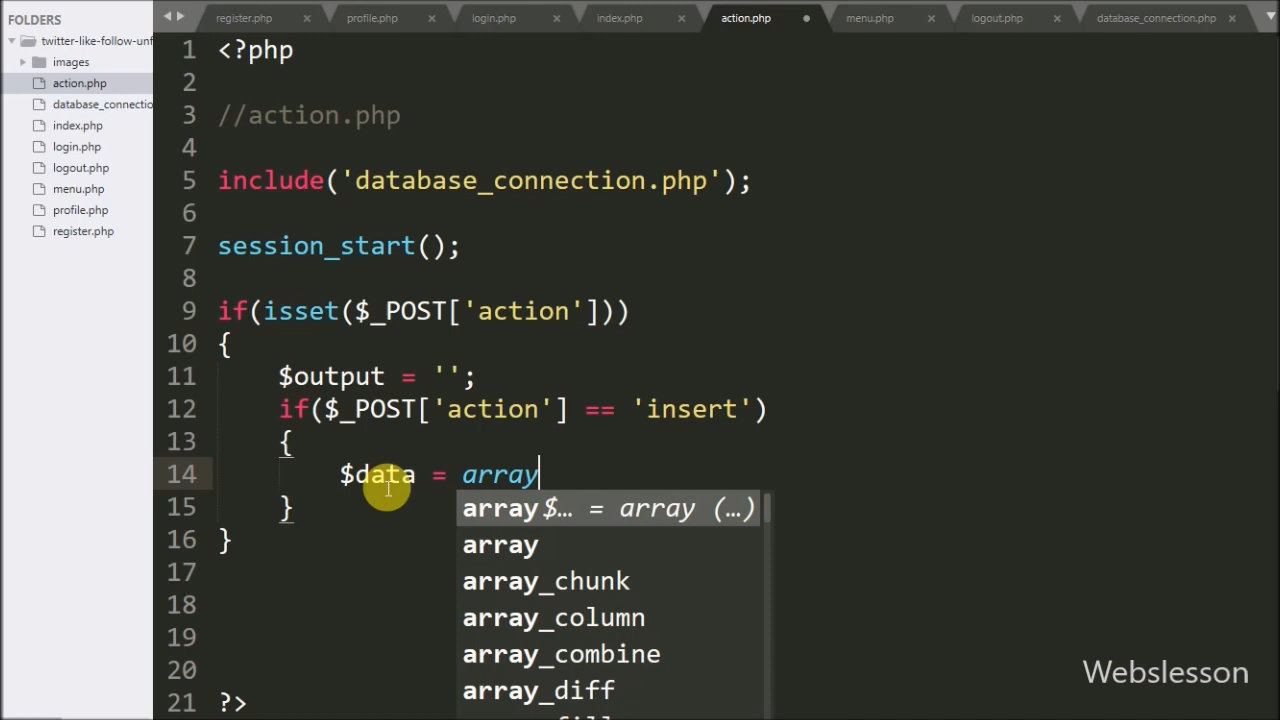 register.php × profile.php × login.php × index.php × action.php menu.php × logout.php × database_connection.php ×
FOLDERS
twitter-like-follow-unf
images
action.php
database_connectio
index.php
login.php
logout.php
menu.php
profile.php
register.php
1 <?php
2
3 //action.php
4
5 include('database_connection.php');
6
7 session_start();
8
9 if(isset($_POST['action']))
10 {
11 $output = '';
12 if($_POST['action'] == 'insert')
13 {
14 $data = array
15 }
16 }
17
18
19
20
21 ?>
array $… = array (…)
array
array_chunk
array_column
array_combine
array_diff
Webslesson